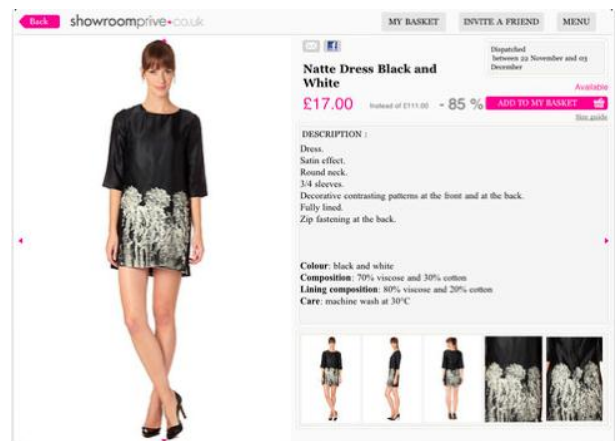 Back
showroomprive.co.uk
MY BASKET
INVITE A FRIEND
MENU
Natte Dress Black and
White
Dispatched
between 22 November and 03
December
Available
£17.00
Instead of £111.00
- 85 %
ADD TO MY BASKET
Size guide
DESCRIPTION :
Dress.
Satin effect.
Round neck.
3/4 sleeves.
Decorative contrasting patterns at the front and at the back.
Fully lined.
Zip fastening at the back.
Colour: black and white
Composition: 70% viscose and 30% cotton
Lining composition: 80% viscose and 20% cotton
Care: machine wash at 30°C